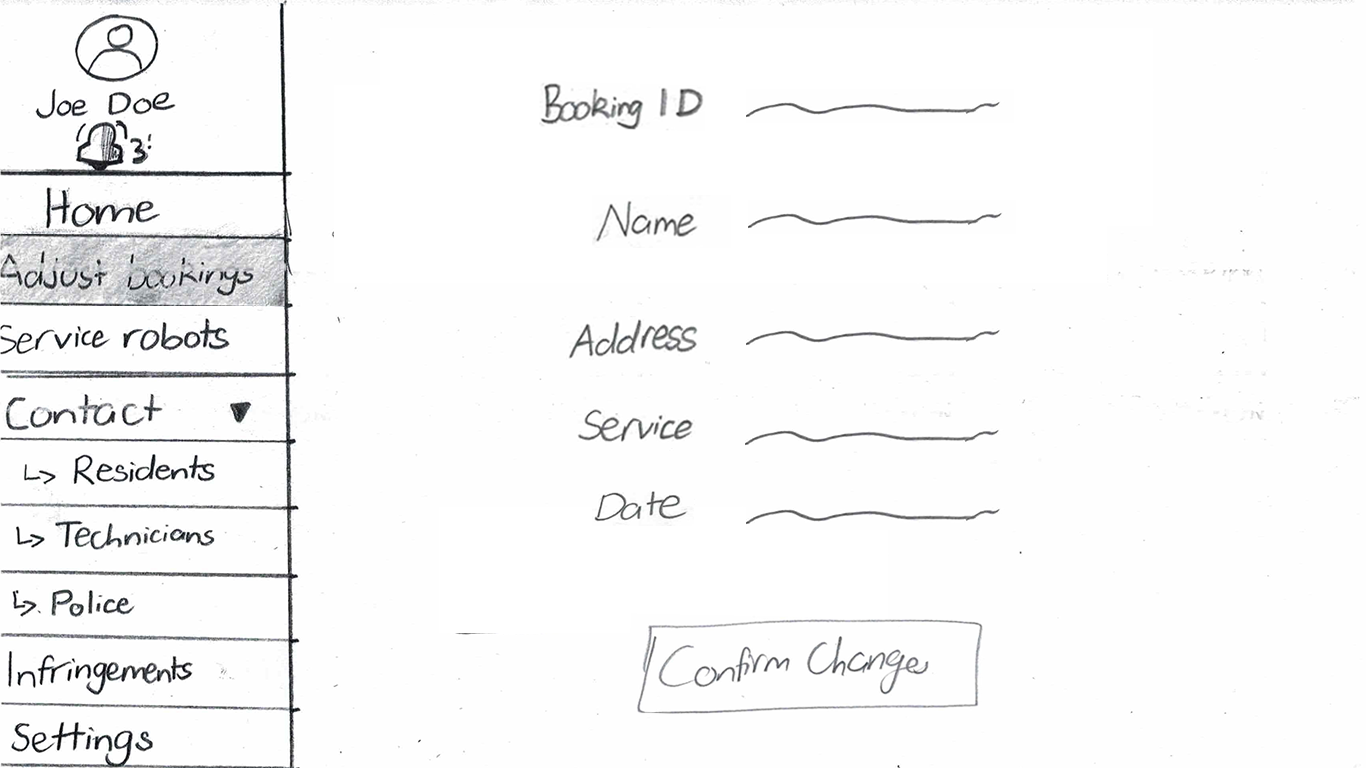 Joe Doe
3
Home
Adjust bookings
Service robots
Contact
Residents
Technicians
Police
Infringements
Settings
Booking ID
Name
Address
Service
Date
Confirm Changes